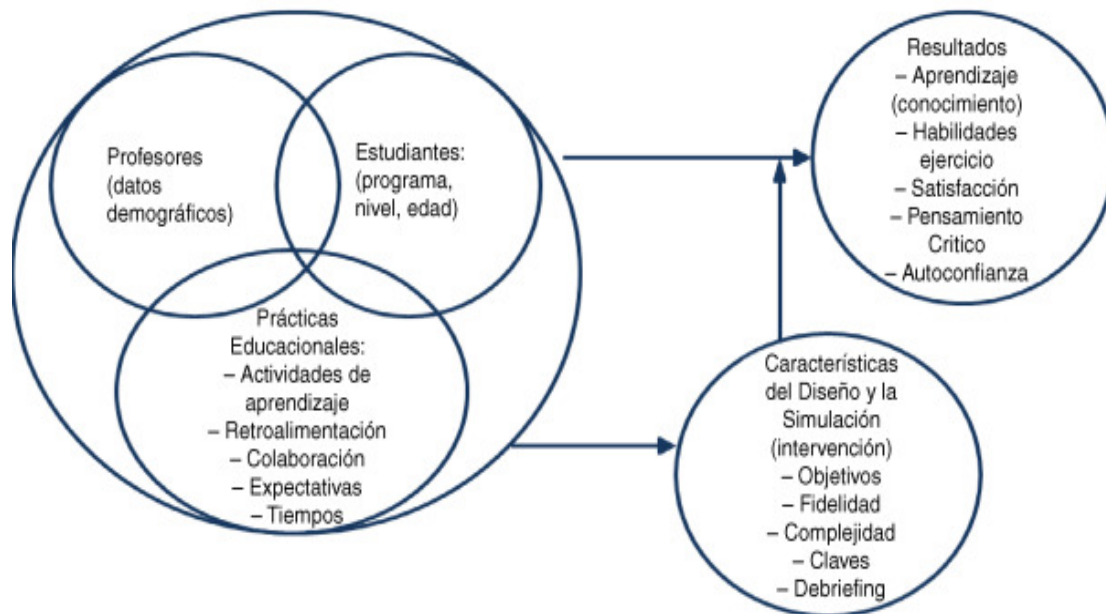 Profesores
(datos
demográficos)
Estudiantes:
(programa,
nivel, edad)
Prácticas
Educacionales:
– Actividades de
aprendizaje
– Retroalimentación
– Colaboración
– Expectativas
– Tiempos
Resultados
– Aprendizaje
(conocimiento)
– Habilidades
ejercicio
– Satisfacción
– Pensamiento
Critico
– Autoconfianza
Características
del Diseño y la
Simulación
(intervención)
– Objetivos
– Fidelidad
– Complejidad
– Claves
– Debriefing